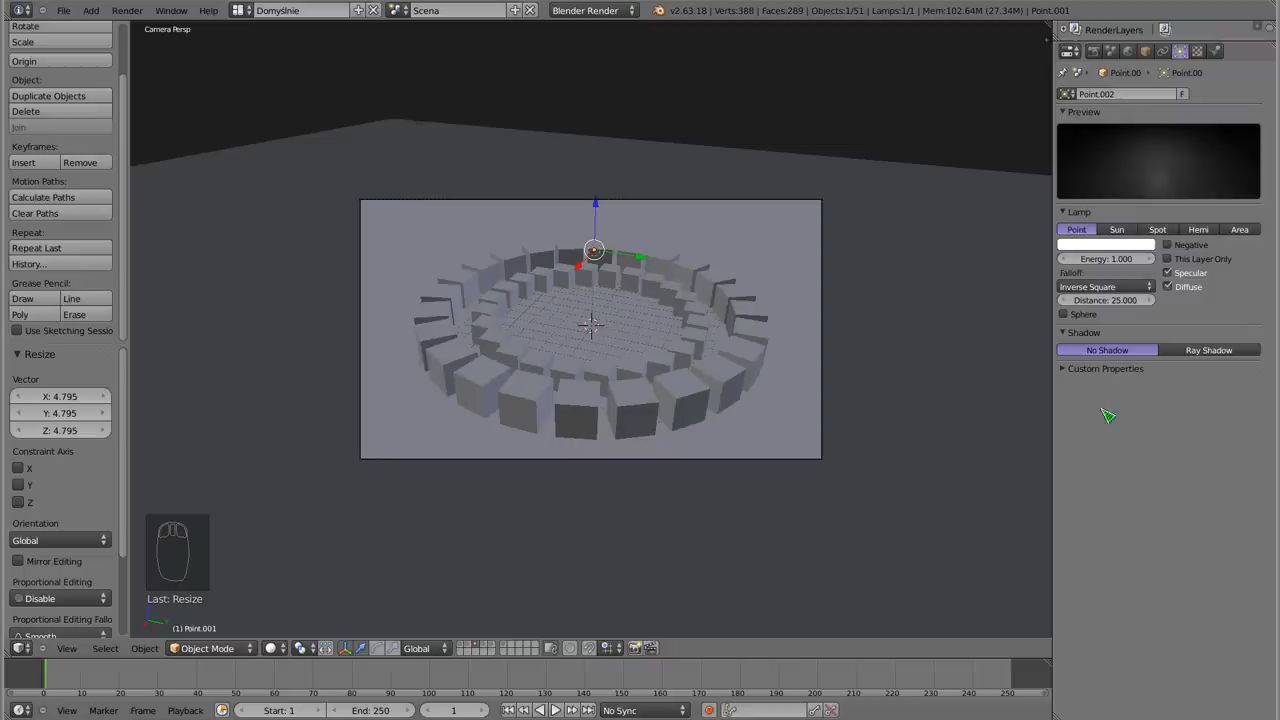 File Add Render Window Help Domyślnie Scena Blender Render v2.63.18 | Verts:388 | Faces:289 | Objects:1/51 | Lamps:1/1 | Mem:102.64M (27.34M) | Point.001
Rotate
Scale
Origin
Object:
Duplicate Objects
Delete
Join
Keyframes:
Insert Remove
Motion Paths:
Calculate Paths
Clear Paths
Repeat:
Repeat Last
History...
Grease Pencil:
Draw Line
Poly Erase
Use Sketching Sessio
Resize
Vector
X: 4.795
Y: 4.795
Z: 4.795
Constraint Axis
X
Y
Z
Orientation
Global
Mirror Editing
Proportional Editing
Disable
Proportional Editing Fallo
Smooth
Camera Persp
Last: Resize
(1) Point.001
View Select Object Object Mode Global
RenderLayers
Point.00 Point.00
Point.002 F
Preview
Lamp
Point Sun Spot Hemi Area
Negative
Energy: 1.000 This Layer Only
Falloff: Specular
Inverse Square Diffuse
Distance: 25.000
Sphere
Shadow
No Shadow Ray Shadow
Custom Properties
0 10 20 30 40 50 60 70 80 90 100 110 120 130 140 150 160 170 180 190 200 210 220 230 240 250
View Marker Frame Playback Start: 1 End: 250 1 No Sync